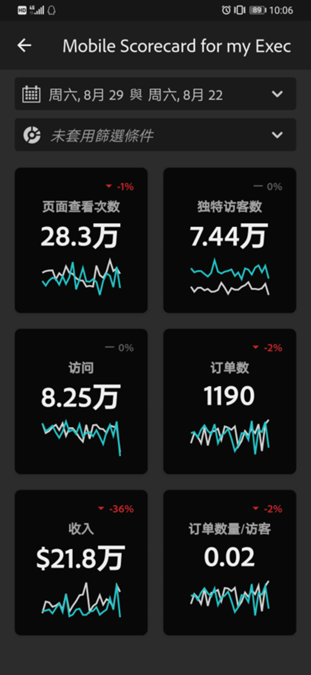 HD 4G 89 10:06
Mobile Scorecard for my Exec
周六, 8月 29 與 周六, 8月 22
未套用篩選條件
-1% 0%
页面查看次数 独特访客数
28.3万 7.44万
0% -2%
访问 订单数
8.25万 1190
-36% -2%
收入 订单数量/访客
$21.8万 0.02